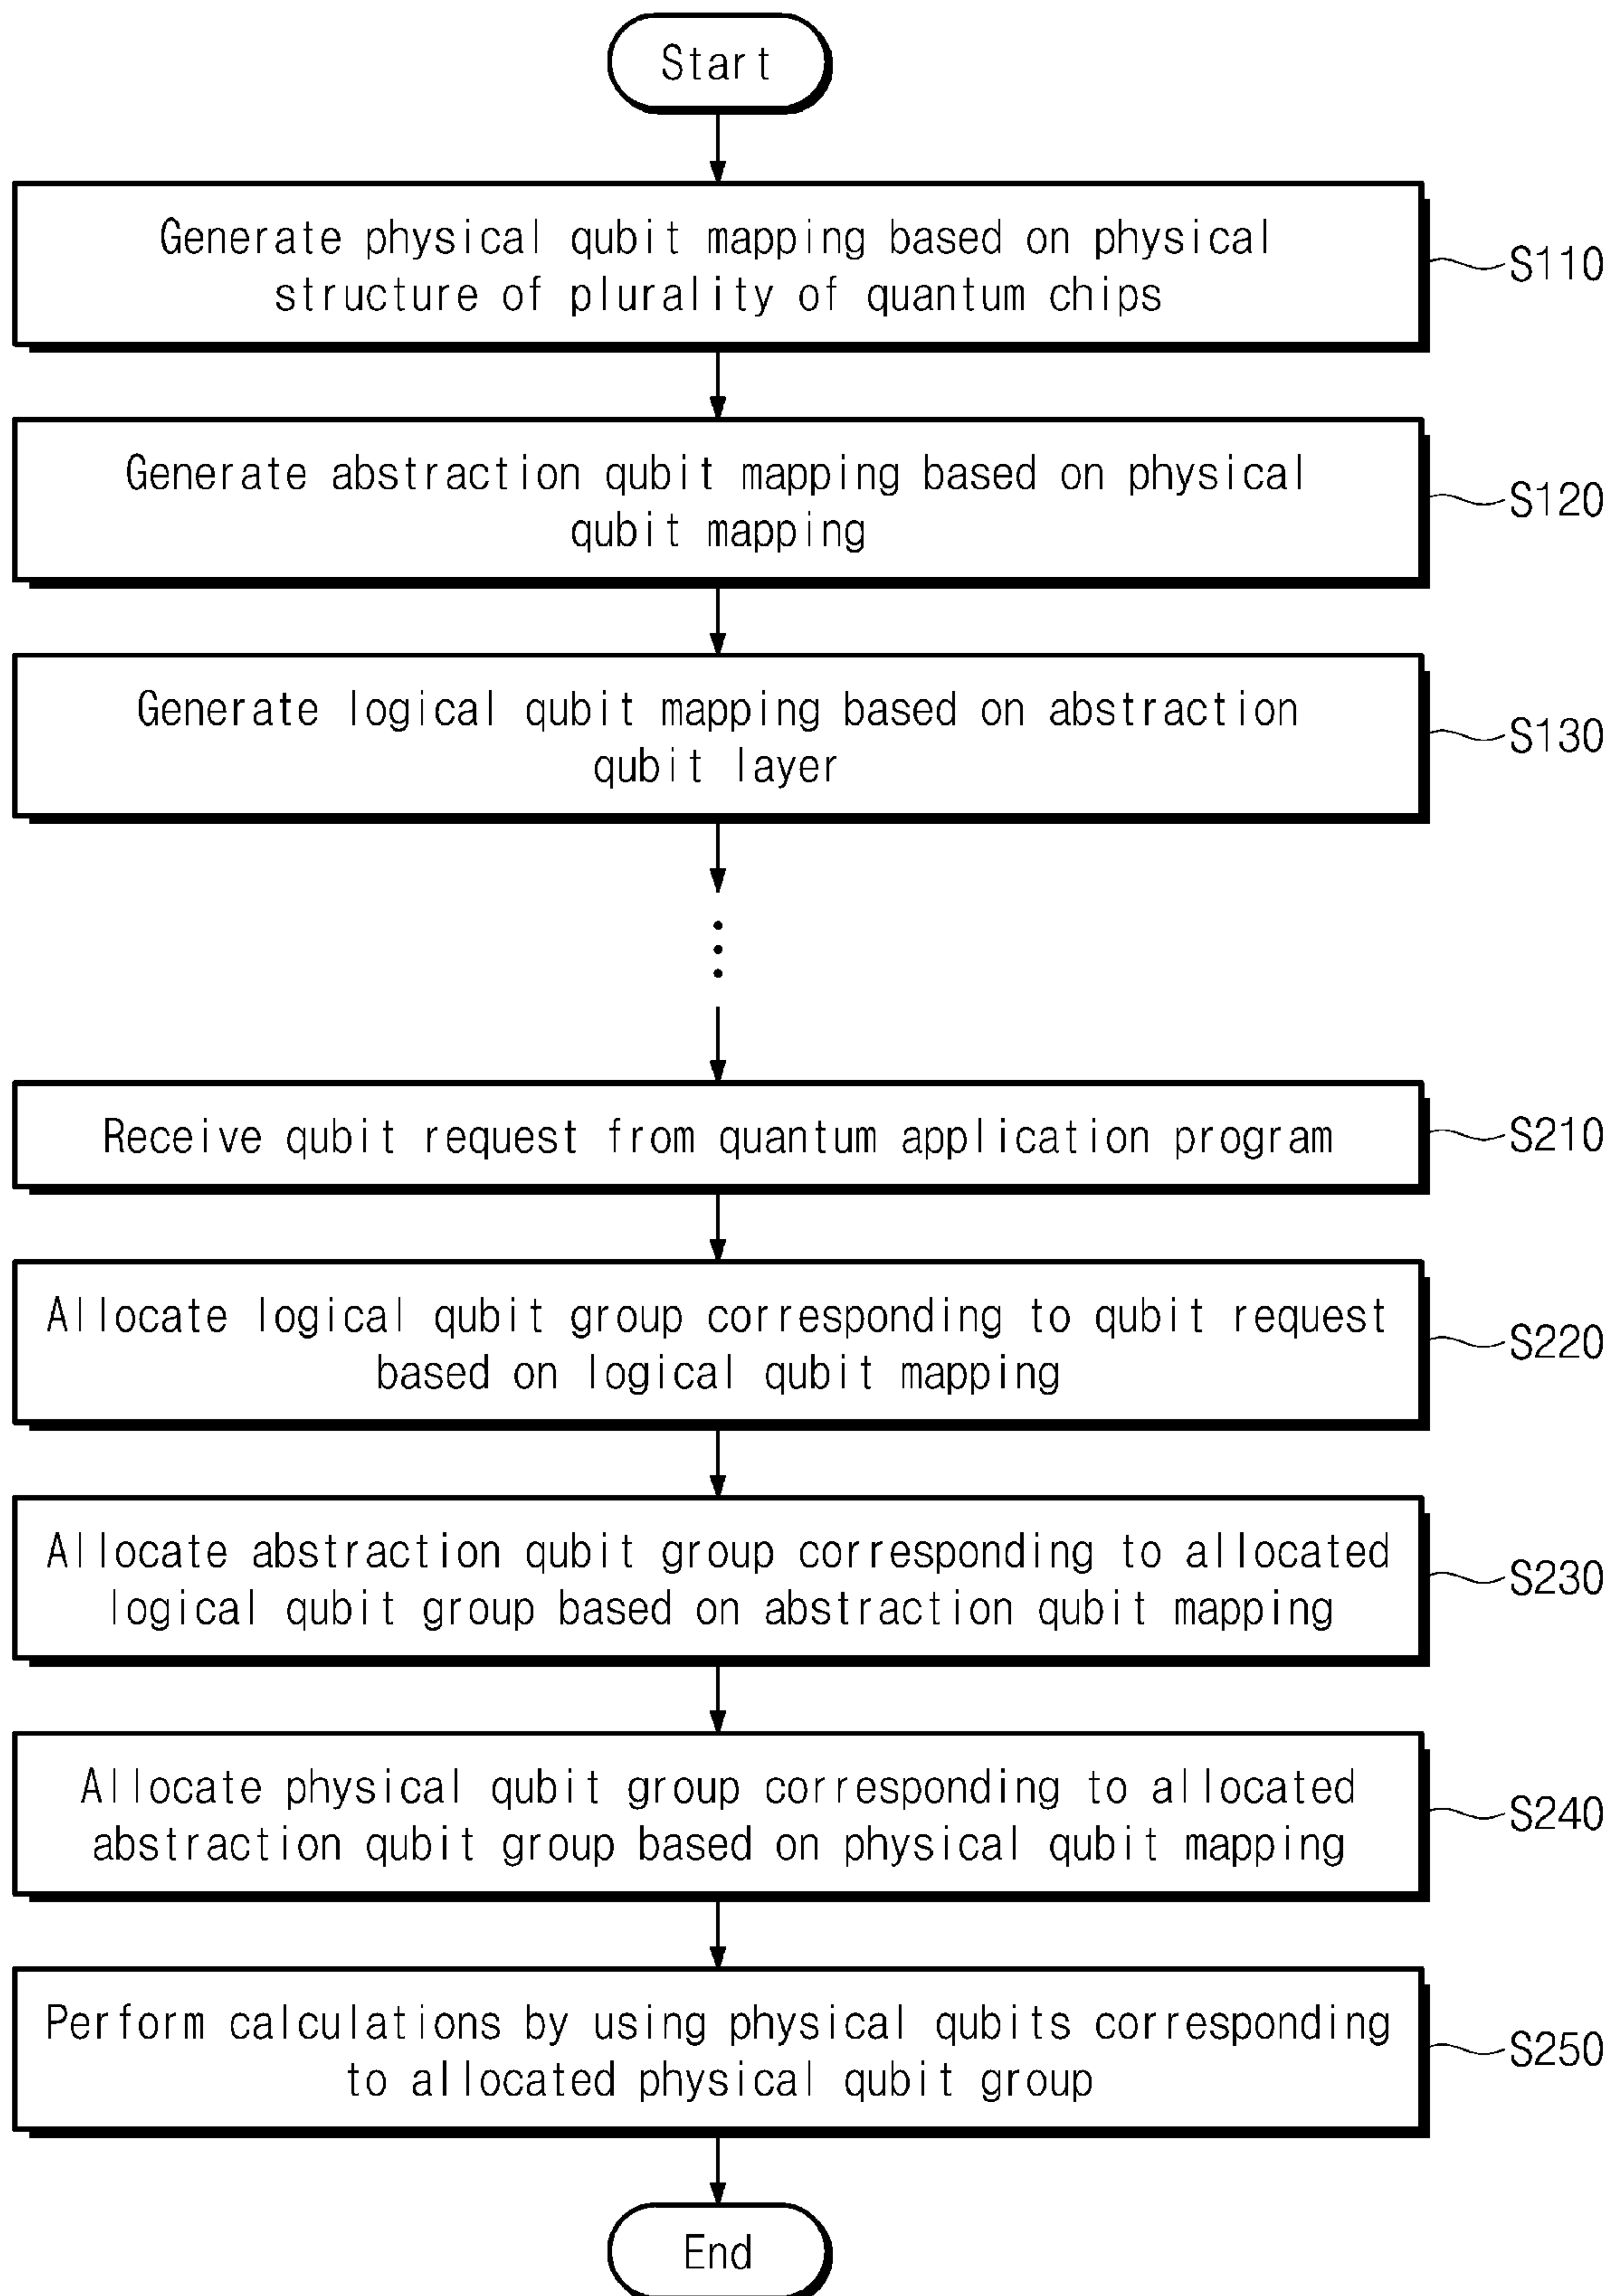 Start
Generate physical qubit mapping based on physical
structure of plurality of quantum chips
S110
Generate abstraction qubit mapping based on physical
qubit mapping
S120
Generate logical qubit mapping based on abstraction
qubit layer
S130
Receive qubit request from quantum application program
S210
Allocate logical qubit group corresponding to qubit request
based on logical qubit mapping
S220
Allocate abstraction qubit group corresponding to allocated
logical qubit group based on abstraction qubit mapping
S230
Allocate physical qubit group corresponding to allocated
abstraction qubit group based on physical qubit mapping
S240
Perform calculations by using physical qubits corresponding
to allocated physical qubit group
S250
End